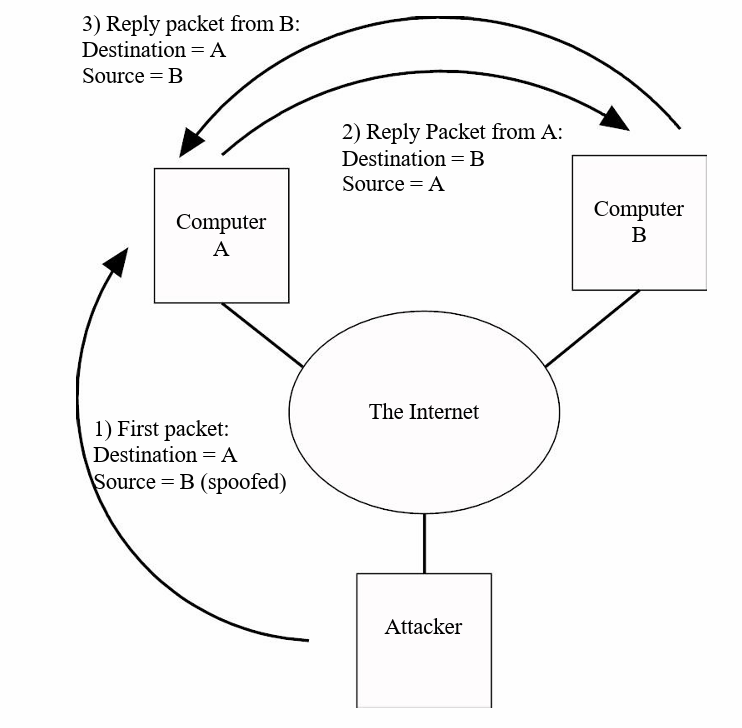 3) Reply packet from B:
Destination = A
Source = B
2) Reply Packet from A:
Destination = B
Source = A
Computer
A
Computer
B
The Internet
1) First packet:
Destination = A
Source = B (spoofed)
Attacker